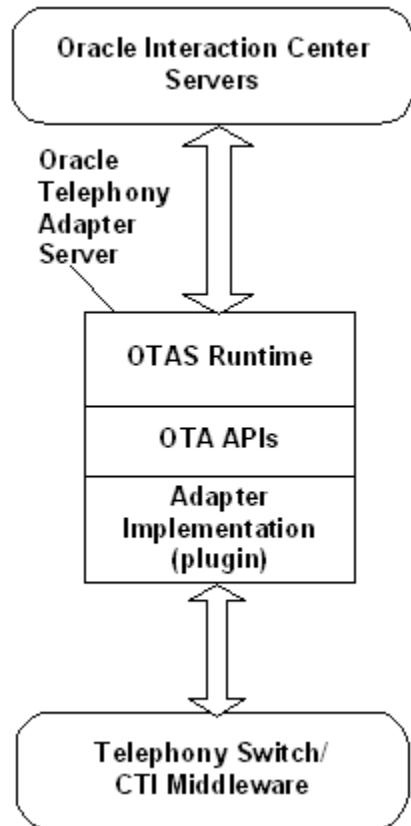 Oracle Interaction Center
Servers
Oracle
Telephony
Adapter
Server
OTAS Runtime
OTA APIs
Adapter
Implementation
(plugin)
Telephony Switch/
CTI Middleware